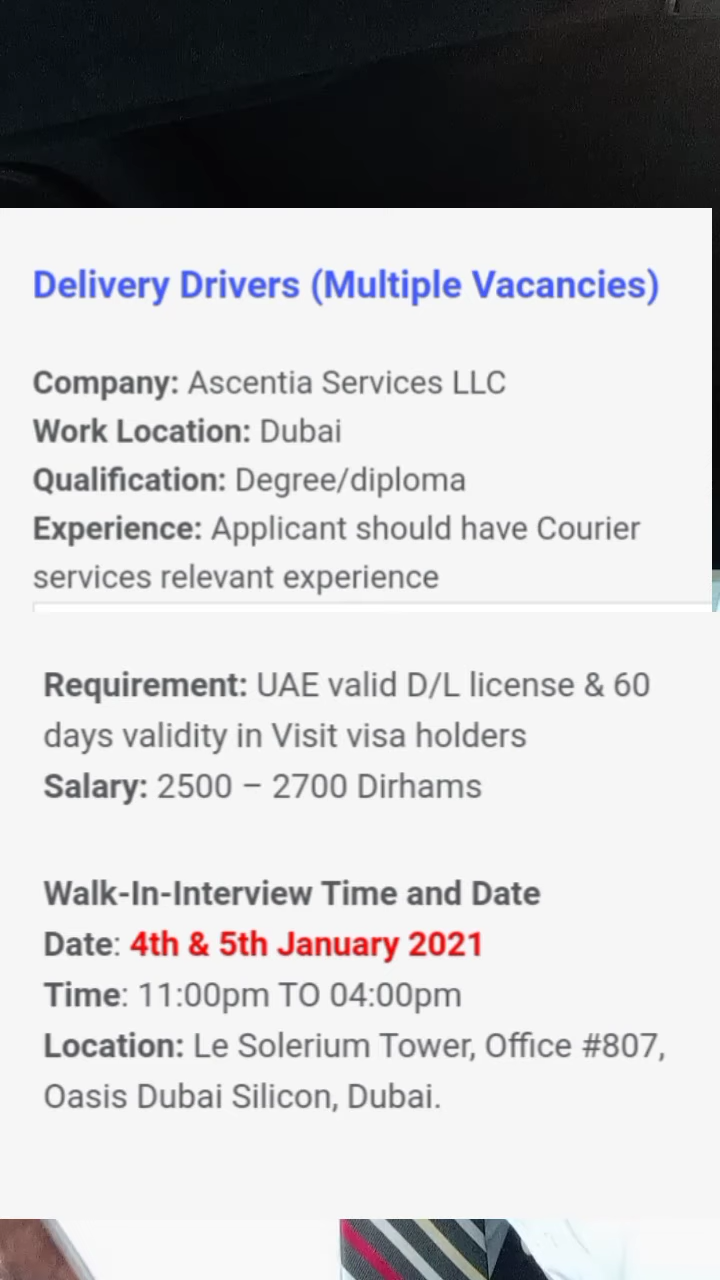 Delivery Drivers (Multiple Vacancies)
Company: Ascentia Services LLC
Work Location: Dubai
Qualification: Degree/diploma
Experience: Applicant should have Courier
services relevant experience
Requirement: UAE valid D/L license & 60
days validity in Visit visa holders
Salary: 2500 – 2700 Dirhams
Walk-In-Interview Time and Date
Date: 4th & 5th January 2021
Time: 11:00pm TO 04:00pm
Location: Le Solerium Tower, Office #807,
Oasis Dubai Silicon, Dubai.